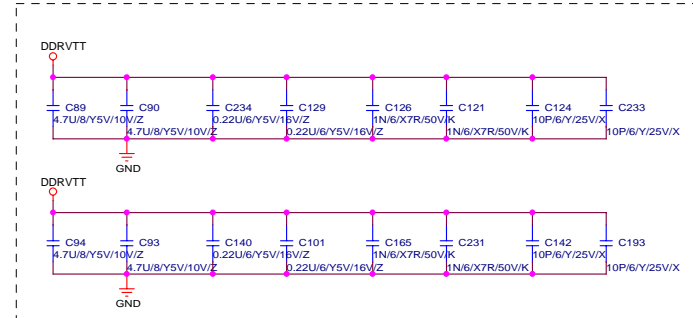 DDRVTT
C89
C90
C234
C129
C126
C121
C124
C233
4.7U/8/Y5V/10V/Z
4.7U/8/Y5V/10V/Z
0.22U/6/Y5V/16V/Z
0.22U/6/Y5V/16V/Z
1N/6/X7R/50V/K
1N/6/X7R/50V/K
10P/6/Y/25V/X
10P/6/Y/25V/X
GND
DDRVTT
C94
C93
C140
C101
C165
C231
C142
C193
4.7U/8/Y5V/10V/Z
4.7U/8/Y5V/10V/Z
0.22U/6/Y5V/16V/Z
0.22U/6/Y5V/16V/Z
1N/6/X7R/50V/K
1N/6/X7R/50V/K
10P/6/Y/25V/X
10P/6/Y/25V/X
GND